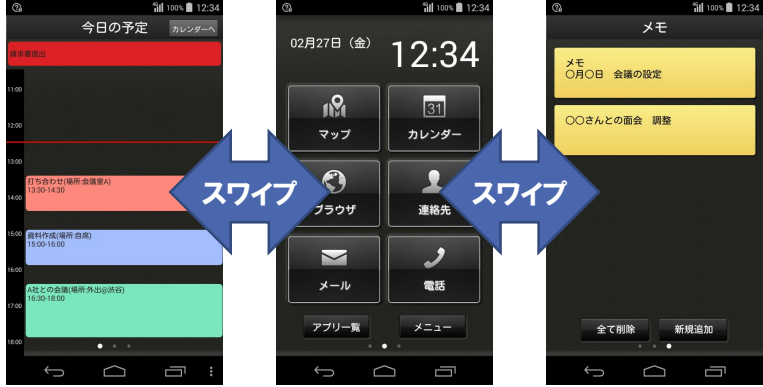 100% 12:34
今日の予定
カレンダーへ
請求書提出
11:00
12:00
13:00
打ち合わせ(場所:会議室A)
13:30-14:30
14:00
15:00
資料作成(場所:自席)
15:00-16:00
16:00
A社との会議(場所:外出@渋谷)
16:30-18:00
17:00
18:00
スワイプ
100% 12:34
02月27日（金）
12:34
31
マップ
カレンダー
ブラウザ
連絡先
メール
電話
アプリ一覧
メニュー
スワイプ
100% 12:34
メモ
メモ
〇月〇日　会議の設定
〇〇さんとの面会　調整
全て削除
新規追加